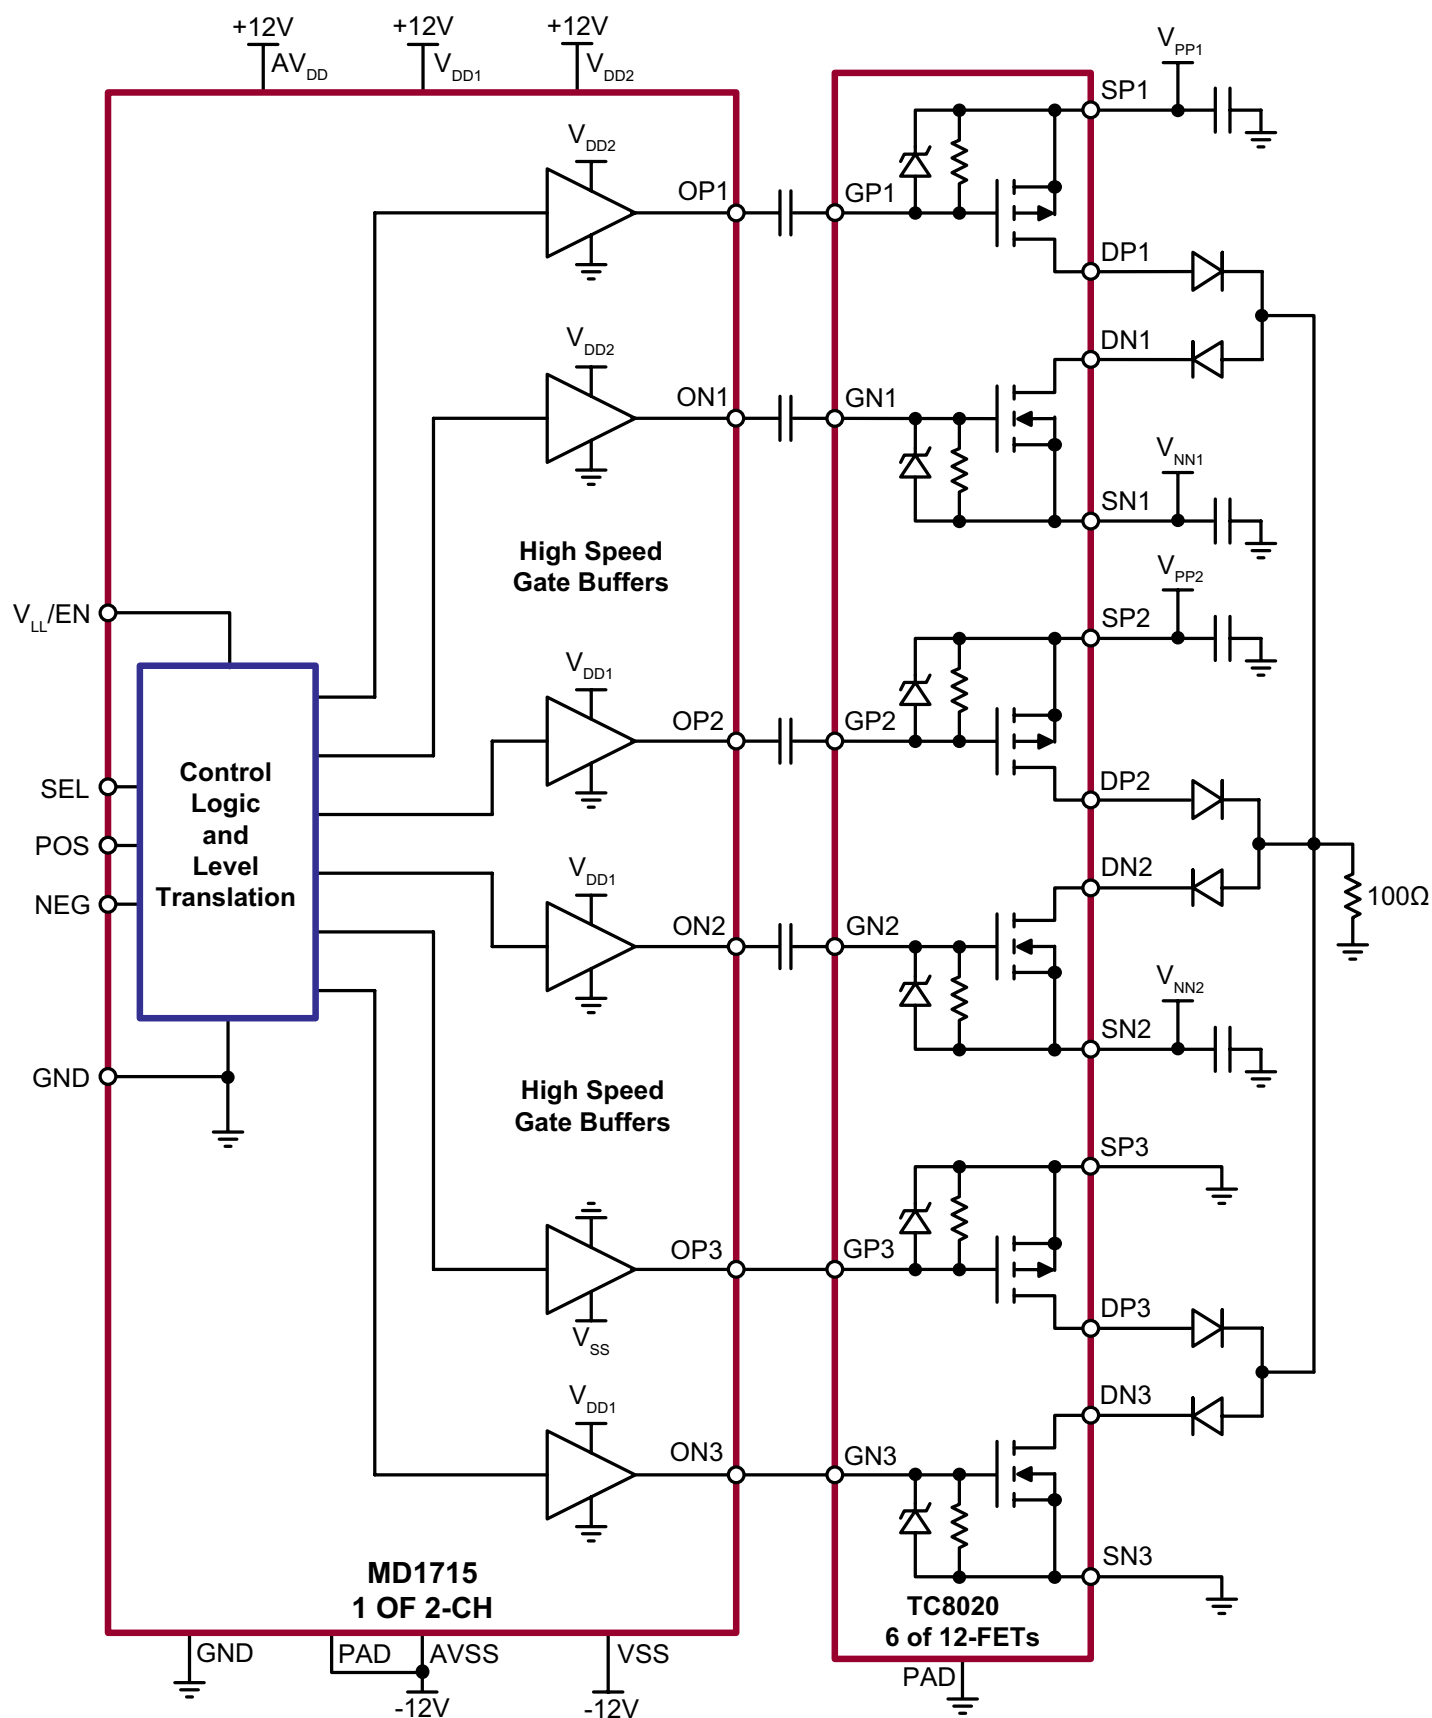 +12V +12V +12V
AVDD VDD1 VDD2
VPP1
SP1
VDD2
OP1 GP1
DP1
VDD2
DN1
ON1 GN1
VNN1
SN1
High Speed
Gate Buffers
VPP2
VLL/EN
SP2
VDD1
OP2 GP2
Control
Logic
and
Level
Translation
SEL
POS
NEG
DP2
VDD1
DN2
100Ω
ON2 GN2
VNN2
SN2
GND
High Speed
Gate Buffers
SP3
OP3 GP3
DP3
VSS
VDD1
DN3
ON3 GN3
SN3
MD1715
1 OF 2-CH
TC8020
6 of 12-FETs
GND PAD AVSS VSS
PAD
-12V -12V